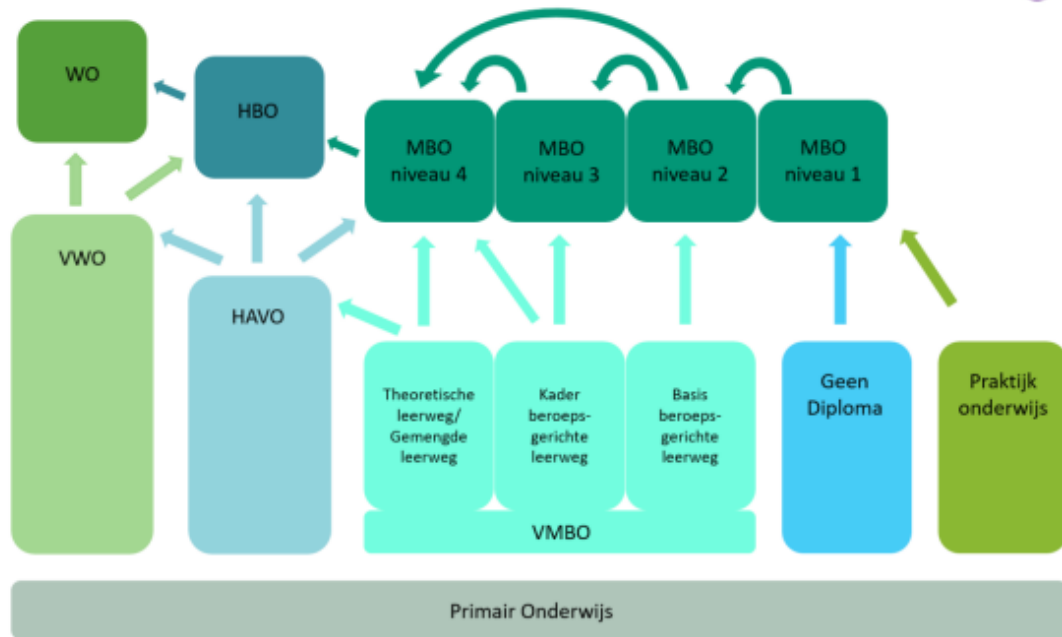 WO
HBO
MBO
niveau 4
MBO
niveau 3
MBO
niveau 2
MBO
niveau 1
VWO
HAVO
Theoretische
leerweg/
Gemengde
leerweg
Kader
beroeps-
gerichte
leerweg
Basis
beroeps-
gerichte
leerweg
VMBO
Geen
Diploma
Praktijk
onderwijs
Primair Onderwijs